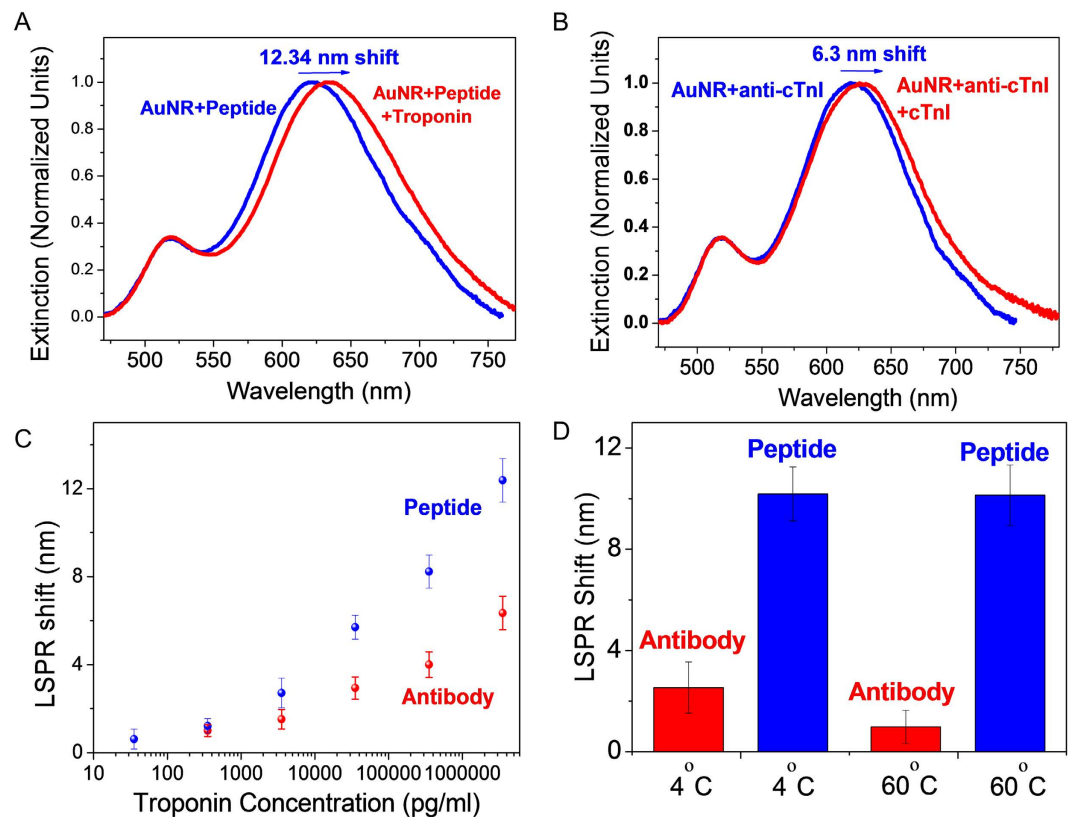 A
12.34 nm shift
AuNR+Peptide
AuNR+Peptide
+Troponin
Extinction (Normalized Units)
1.0
0.8
0.6
0.4
0.2
0.0
500
550
600
650
700
750
Wavelength (nm)
B
6.3 nm shift
AuNR+anti-cTnI
AuNR+anti-cTnI
+cTnI
Extinction (Normalized Units)
1.0
0.8
0.6
0.4
0.2
0.0
500
550
600
650
700
750
Wavelength (nm)
C
Peptide
Antibody
LSPR shift (nm)
12
8
4
0
10
100
1000
10000
100000
1000000
Troponin Concentration (pg/ml)
D
Peptide
Peptide
Antibody
Antibody
LSPR Shift (nm)
12
8
4
0
4 °C
4 °C
60 °C
60 °C